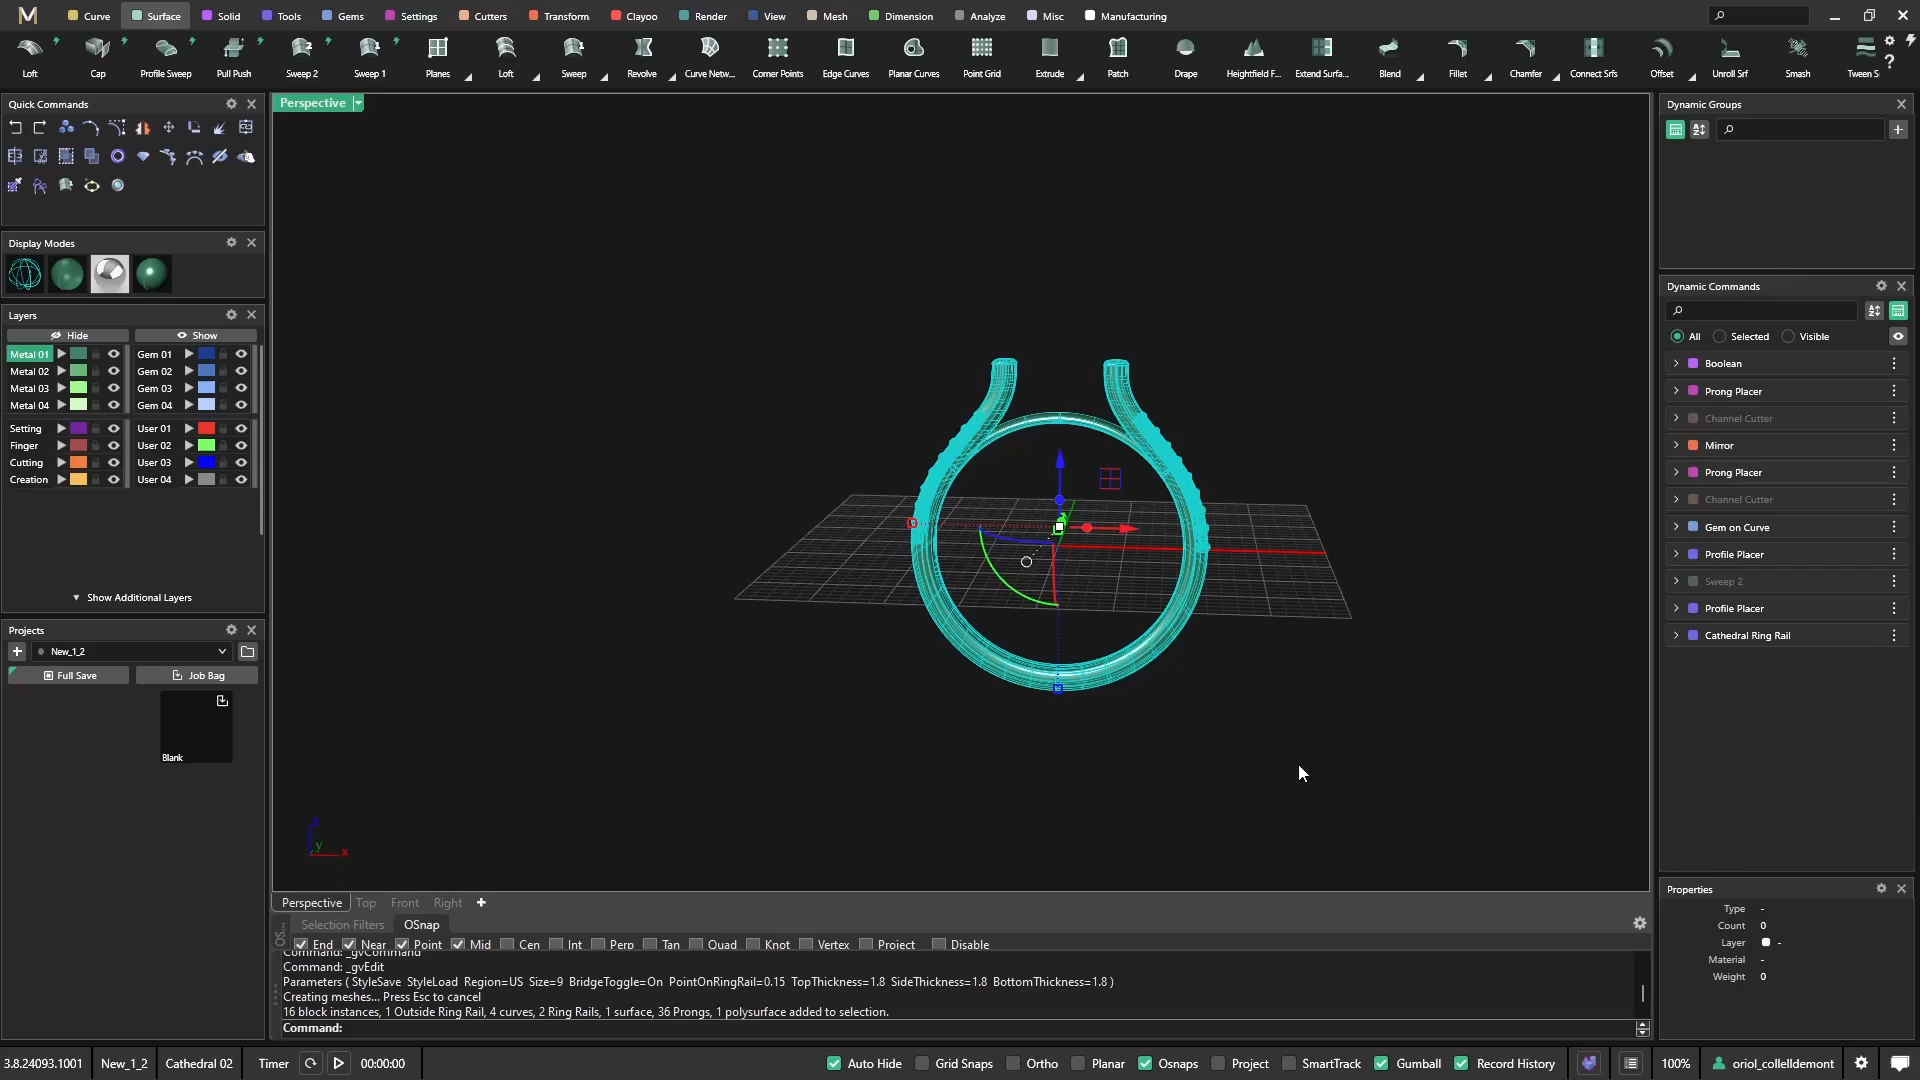 Curve Surface Solid Tools Gems Settings Cutters Transform Clayoo Render View Mesh Dimension Analyze Misc Manufacturing
Loft Cap Profile Sweep Pull Push Sweep 2 Sweep 1 Planes Loft Sweep Revolve Curve Netw... Corner Points Edge Curves Planar Curves Point Grid Extrude Patch Drape Heightfield F... Extend Surfa... Blend Fillet Chamfer Connect Srfs Offset Unroll Srf Smash Tween S
Quick Commands
Display Modes
Layers
Hide Show
Metal 01 Gem 01
Metal 02 Gem 02
Metal 03 Gem 03
Metal 04 Gem 04
Setting User 01
Finger User 02
Cutting User 03
Creation User 04
Show Additional Layers
Projects
New_1_2
Full Save Job Bag
Blank
Perspective
z
y
x
Perspective Top Front Right
Selection Filters OSnap
OS...
End Near Point Mid Cen Int Perp Tan Quad Knot Vertex Project Disable
Command: _gvCommand
Command: _gvEdit
Parameters ( StyleSave StyleLoad Region=US Size=9 BridgeToggle=On PointOnRingRail=0.15 TopThickness=1.8 SideThickness=1.8 BottomThickness=1.8 )
Creating meshes... Press Esc to cancel
16 block instances, 1 Outside Ring Rail, 4 curves, 2 Ring Rails, 1 surface, 36 Prongs, 1 polysurface added to selection.
Command:
Dynamic Groups
Dynamic Commands
All Selected Visible
Boolean
Prong Placer
Channel Cutter
Mirror
Prong Placer
Channel Cutter
Gem on Curve
Profile Placer
Sweep 2
Profile Placer
Cathedral Ring Rail
Properties
Type -
Count 0
Layer -
Material -
Weight 0
3.8.24093.1001 New_1_2 Cathedral 02 Timer 00:00:00 Auto Hide Grid Snaps Ortho Planar Osnaps Project SmartTrack Gumball Record History 100% oriol_collelldemont